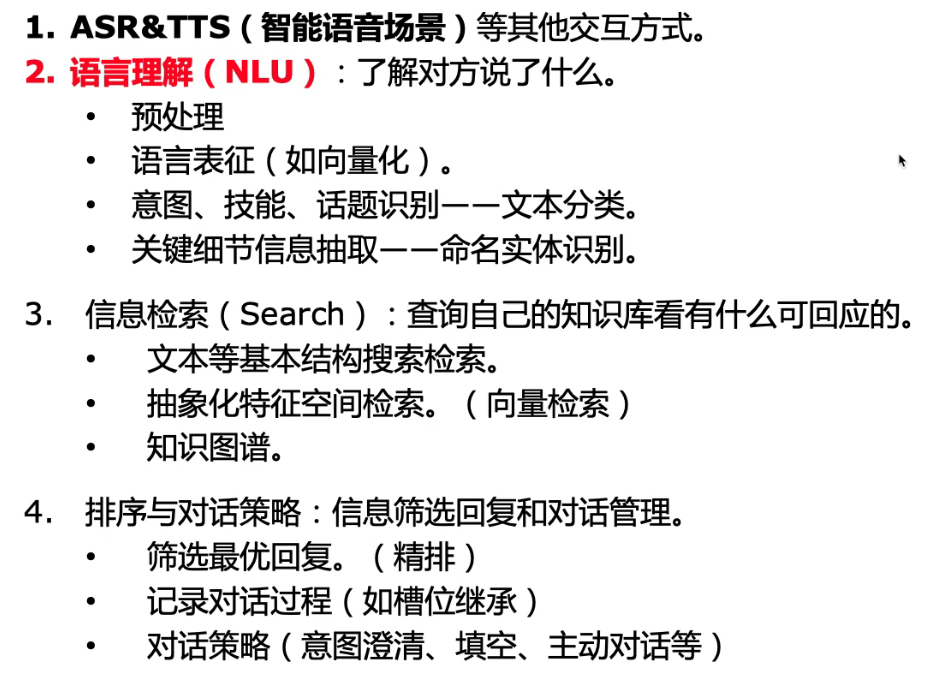 1. ASR&TTS（智能语音场景）等其他交互方式。
2. 语言理解（NLU）：了解对方说了什么。
• 预处理
• 语言表征（如向量化）。
• 意图、技能、话题识别——文本分类。
• 关键细节信息抽取——命名实体识别。
3. 信息检索（Search）：查询自己的知识库看有什么可回应的。
• 文本等基本结构搜索检索。
• 抽象化特征空间检索。（向量检索）
• 知识图谱。
4. 排序与对话策略：信息筛选回复和对话管理。
• 筛选最优回复。（精排）
• 记录对话过程（如槽位继承）
• 对话策略（意图澄清、填空、主动对话等）